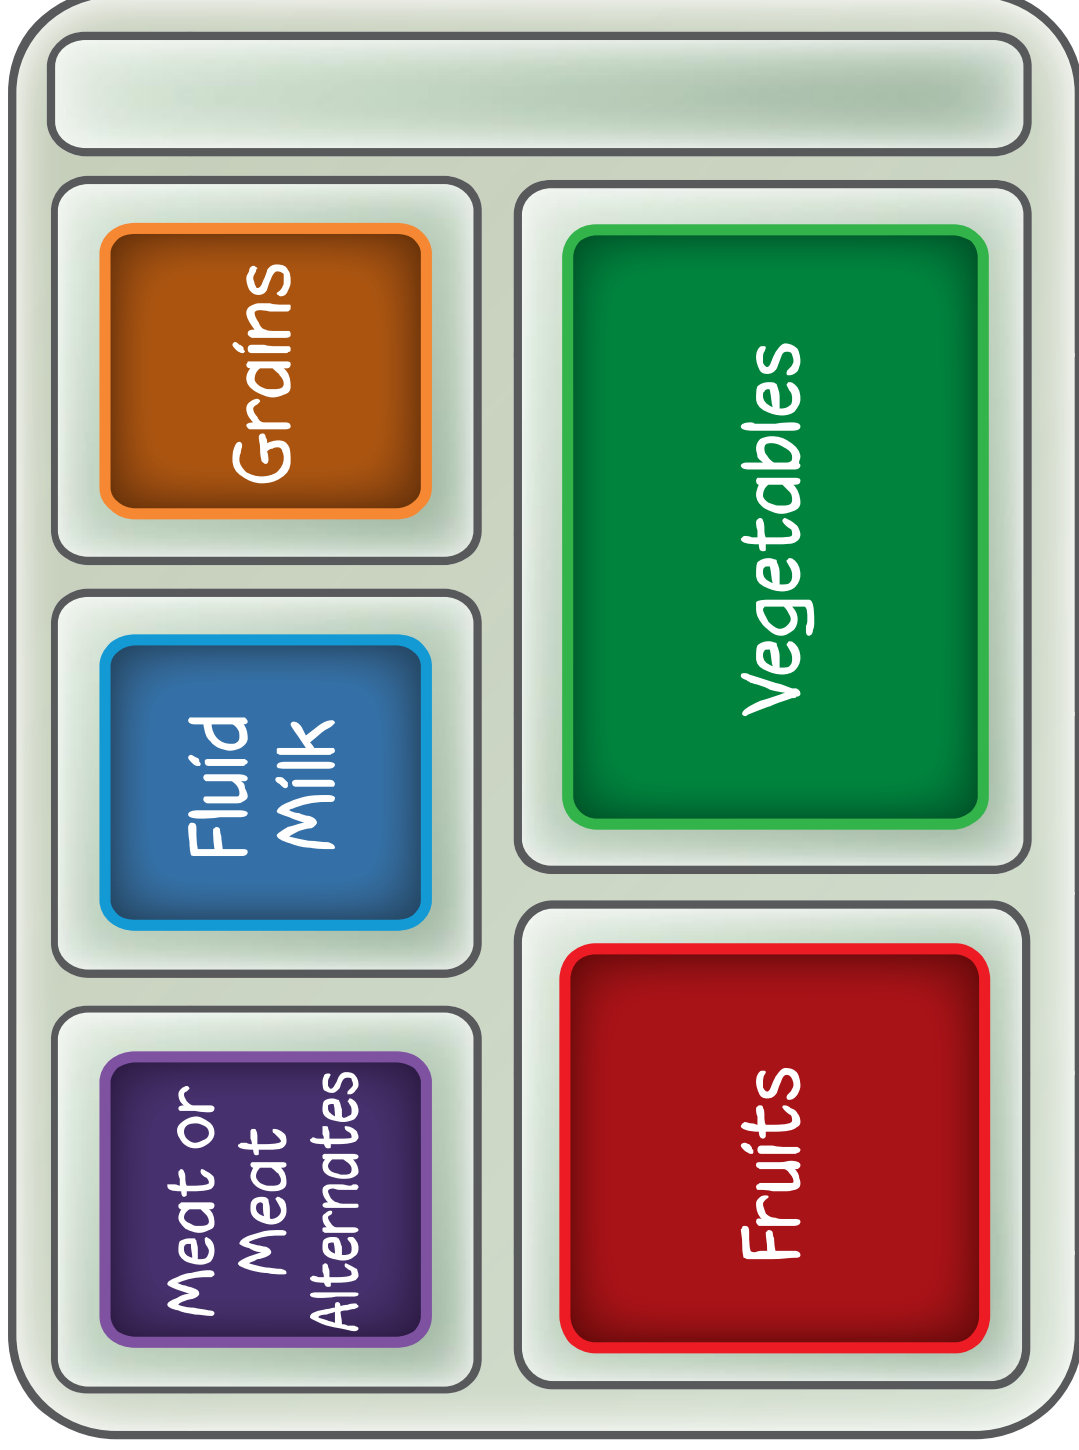 Meat or
Meat
Alternates
Fluid
Milk
Grains
Fruits
Vegetables